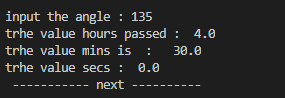 input the angle : 135
trhe value hours passed :  4.0
trhe value mins is  :   30.0
trhe value secs :  0.0
 ----------- next ----------